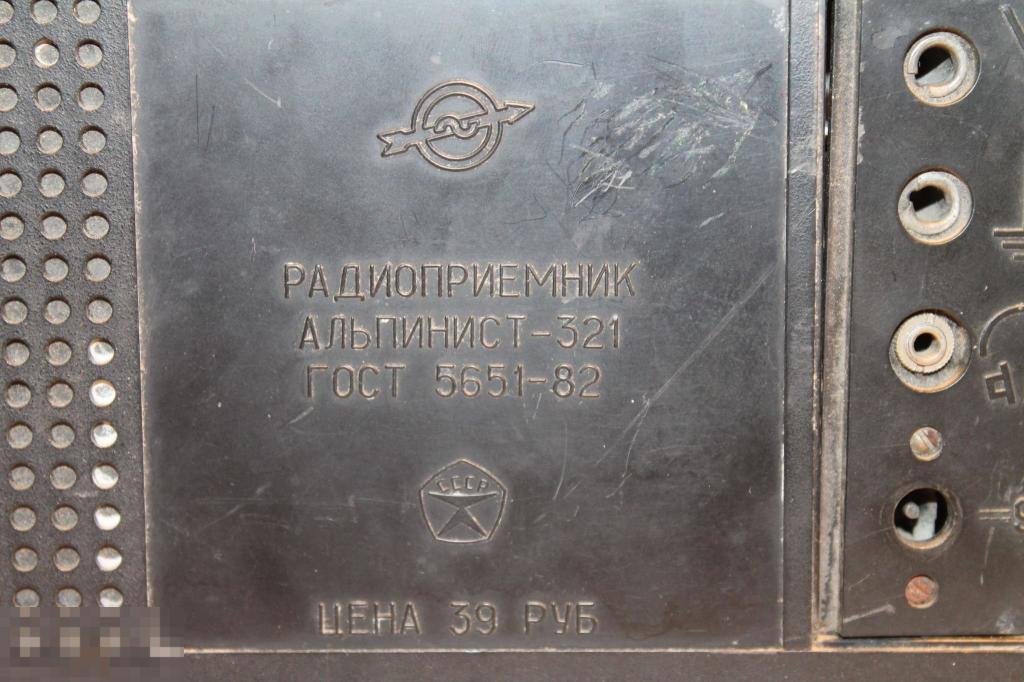 РАДИОПРИЕМНИК
АЛЬПИНИСТ-321
ГОСТ 5651-82
СССР
ЦЕНА 39 РУБ